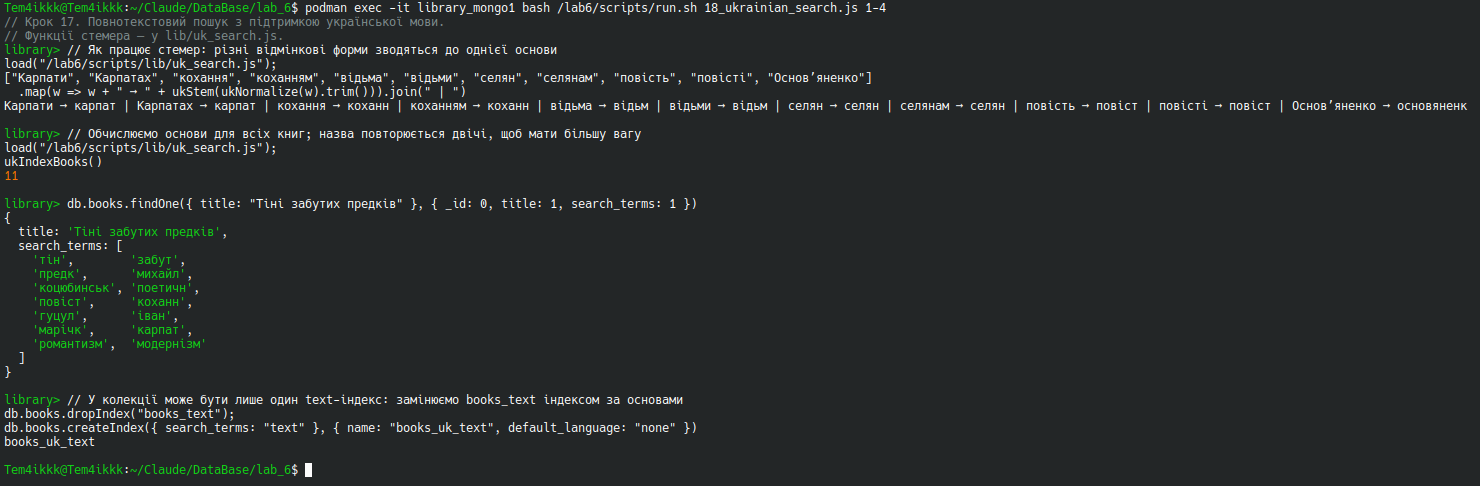 Tem4ikkk@Tem4ikkk:~/Claude/DataBase/lab_6$ podman exec -it library_mongo1 bash /lab6/scripts/run.sh 18_ukrainian_search.js 1-4
// Крок 17. Повнотекстовий пошук з підтримкою української мови.
// Функції стемера — у lib/uk_search.js.
library> // Як працює стемер: різні відмінкові форми зводяться до однієї основи
load("/lab6/scripts/lib/uk_search.js");
["Карпати", "Карпатах", "кохання", "коханням", "відьма", "відьми", "селян", "селянам", "повість", "повісті", "Основ’яненко"]
  .map(w => w + " → " + ukStem(ukNormalize(w).trim())).join(" | ")
Карпати → карпат | Карпатах → карпат | кохання → коханн | коханням → коханн | відьма → відьм | відьми → відьм | селян → селян | селянам → селян | повість → повіст | повісті → повіст | Основ’яненко → основяненк

library> // Обчислюємо основи для всіх книг; назва повторюється двічі, щоб мати більшу вагу
load("/lab6/scripts/lib/uk_search.js");
ukIndexBooks()
11

library> db.books.findOne({ title: "Тіні забутих предків" }, { _id: 0, title: 1, search_terms: 1 })
{
  title: 'Тіні забутих предків',
  search_terms: [
    'тін',        'забут',
    'предк',      'михайл',
    'коцюбинськ', 'поетичн',
    'повіст',     'коханн',
    'гуцул',      'іван',
    'марічк',     'карпат',
    'романтизм',  'модернізм'
  ]
}

library> // У колекції може бути лише один text-індекс: замінюємо books_text індексом за основами
db.books.dropIndex("books_text");
db.books.createIndex({ search_terms: "text" }, { name: "books_uk_text", default_language: "none" })
books_uk_text

Tem4ikkk@Tem4ikkk:~/Claude/DataBase/lab_6$